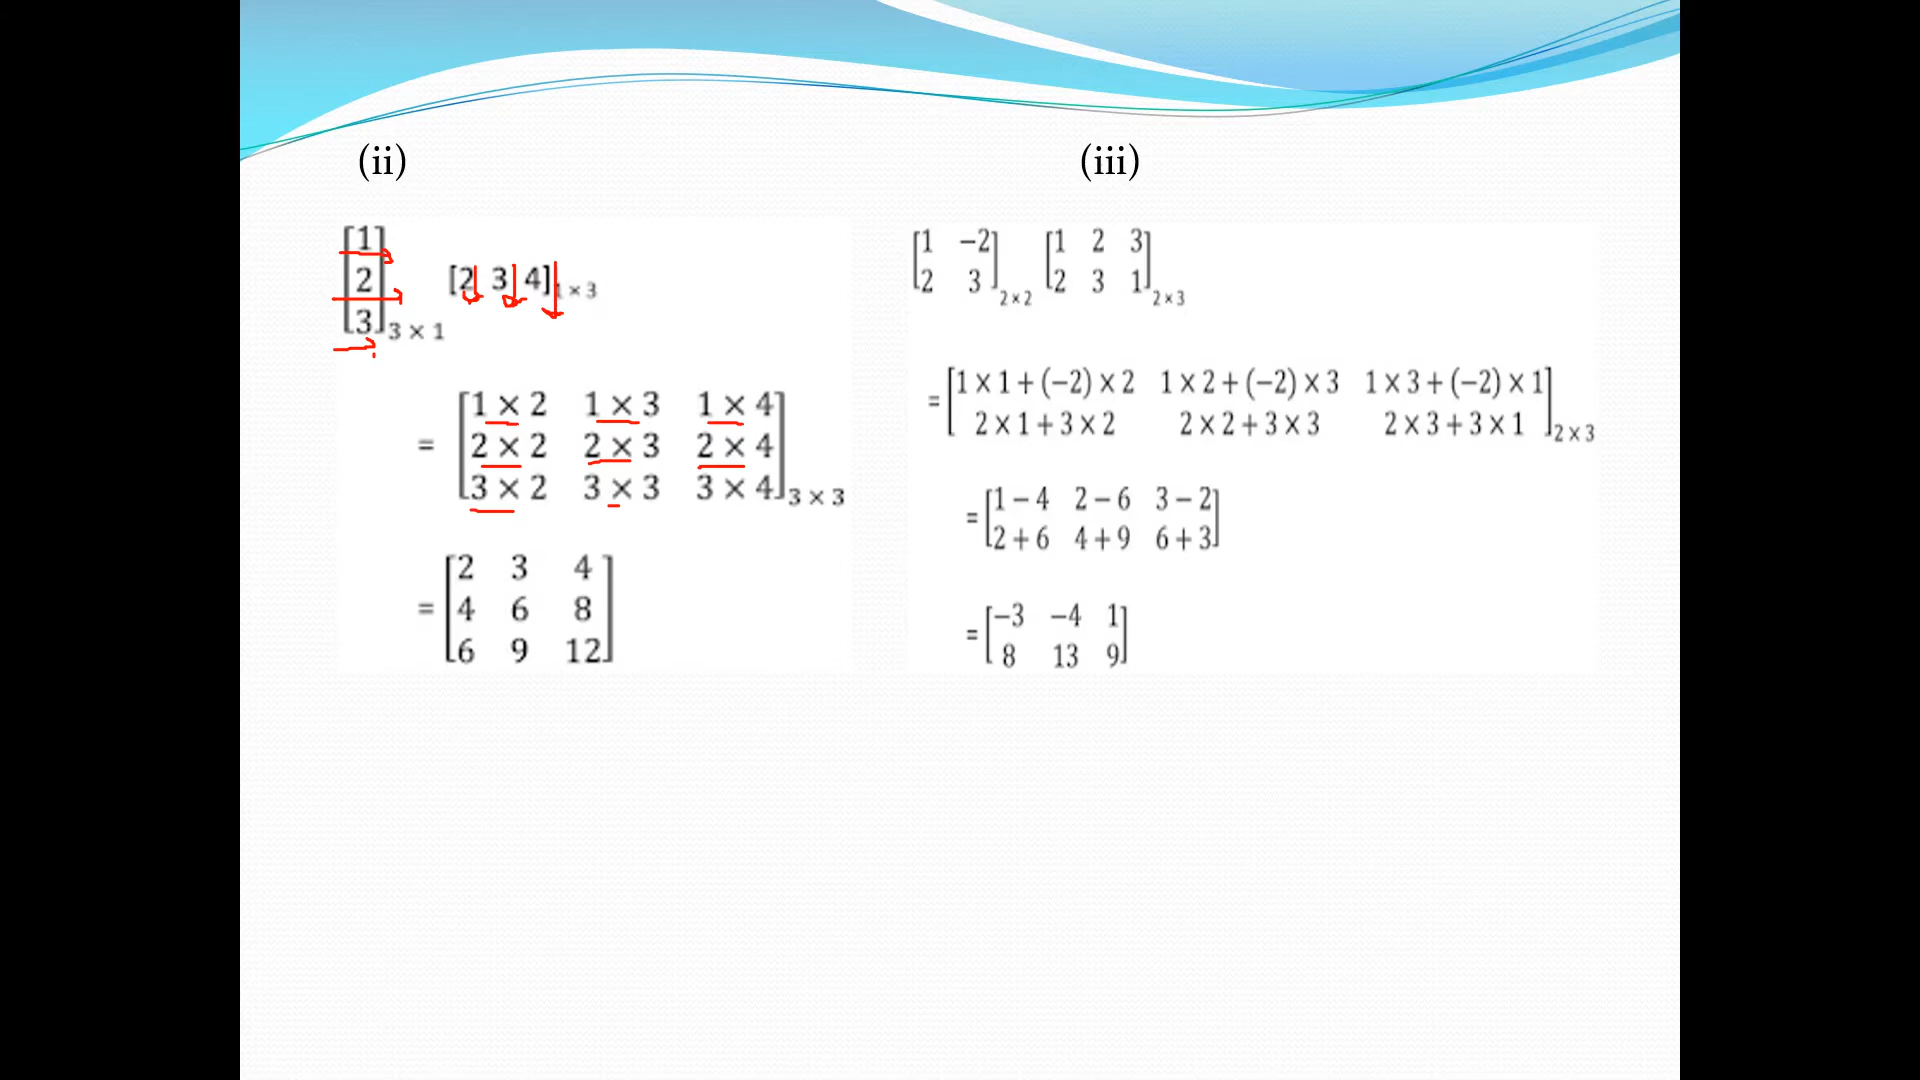 (ii)
[1
2
3] 3 × 1 [2 3 4] 1 × 3
= [1 × 2 1 × 3 1 × 4
2 × 2 2 × 3 2 × 4
3 × 2 3 × 3 3 × 4] 3 × 3
= [2 3 4
4 6 8
6 9 12]
(iii)
[1 −2
2 3] 2 × 2 [1 2 3
2 3 1] 2 × 3
= [1 × 1 + (−2) × 2 1 × 2 + (−2) × 3 1 × 3 + (−2) × 1
2 × 1 + 3 × 2 2 × 2 + 3 × 3 2 × 3 + 3 × 1] 2 × 3
= [1 − 4 2 − 6 3 − 2
2 + 6 4 + 9 6 + 3]
= [−3 −4 1
8 13 9]